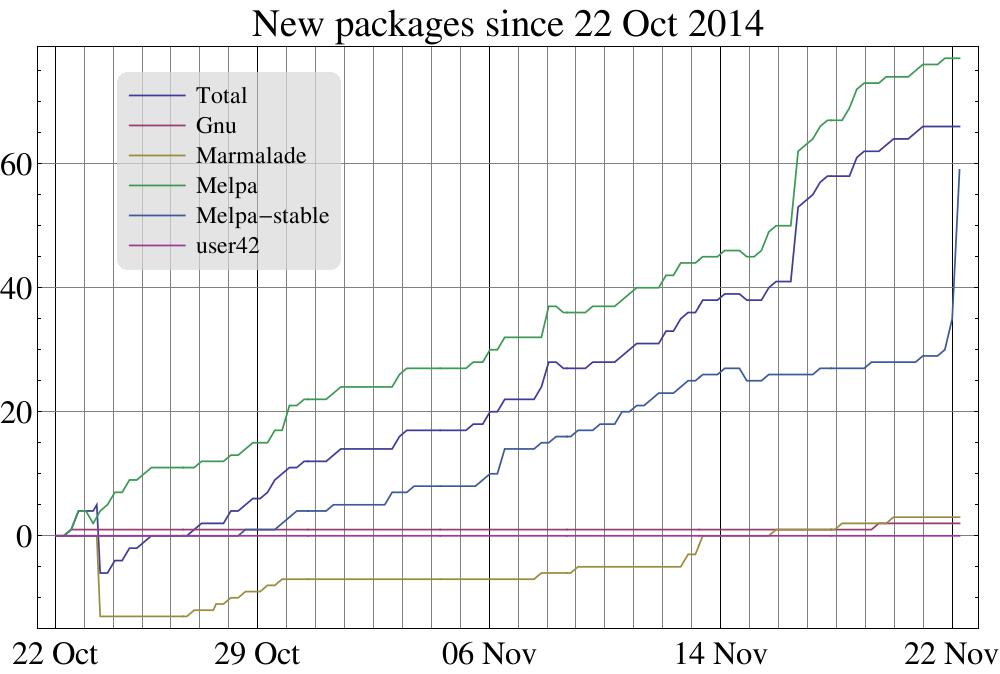 New packages since 22 Oct 2014
Total
Gnu
Marmalade
Melpa
Melpa−stable
user42
60
40
20
0
22 Oct 29 Oct 06 Nov 14 Nov 22 Nov